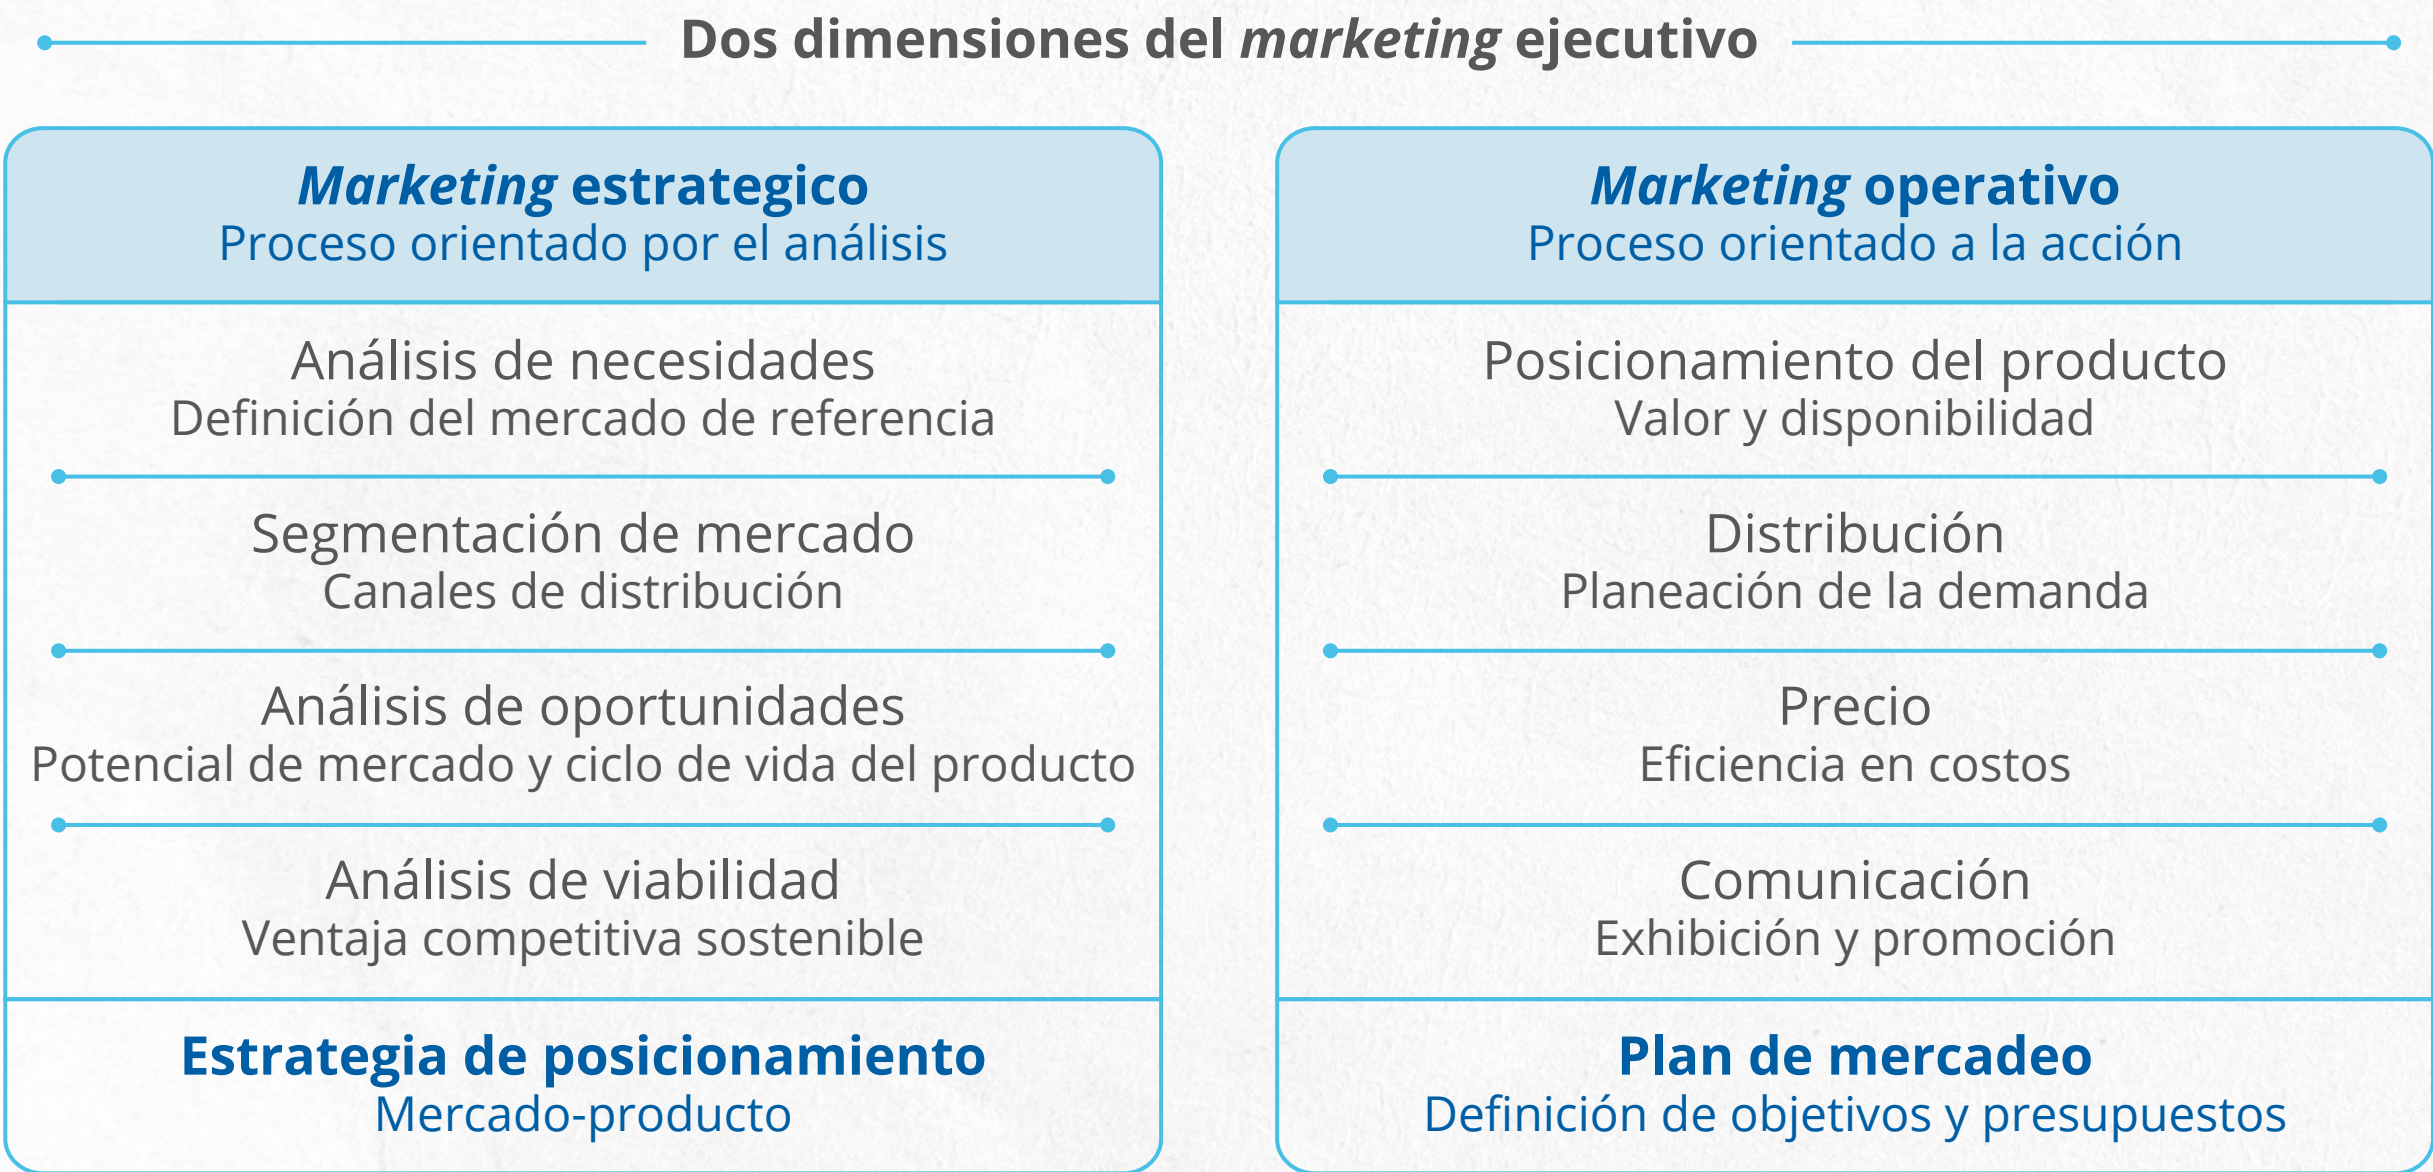 Dos dimensiones del marketing ejecutivo
Marketing estrategico
Proceso orientado por el análisis
Análisis de necesidades
Definición del mercado de referencia
Segmentación de mercado
Canales de distribución
Análisis de oportunidades
Potencial de mercado y ciclo de vida del producto
Análisis de viabilidad
Ventaja competitiva sostenible
Estrategia de posicionamiento
Mercado-producto
Marketing operativo
Proceso orientado a la acción
Posicionamiento del producto
Valor y disponibilidad
Distribución
Planeación de la demanda
Precio
Eficiencia en costos
Comunicación
Exhibición y promoción
Plan de mercadeo
Definición de objetivos y presupuestos